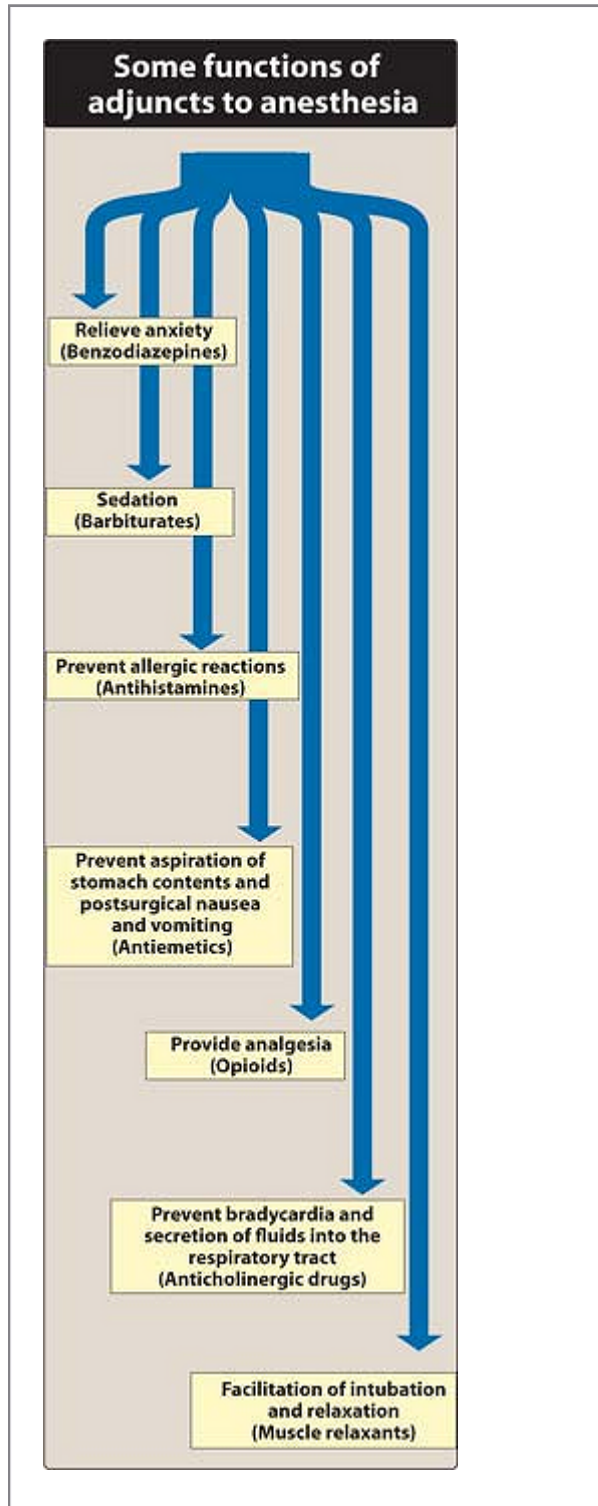 Some functions of
adjuncts to anesthesia
Relieve anxiety
(Benzodiazepines)
Sedation
(Barbiturates)
Prevent allergic reactions
(Antihistamines)
Prevent aspiration of
stomach contents and
postsurgical nausea
and vomiting
(Antiemetics)
Provide analgesia
(Opioids)
Prevent bradycardia and
secretion of fluids into the
respiratory tract
(Anticholinergic drugs)
Facilitation of intubation
and relaxation
(Muscle relaxants)